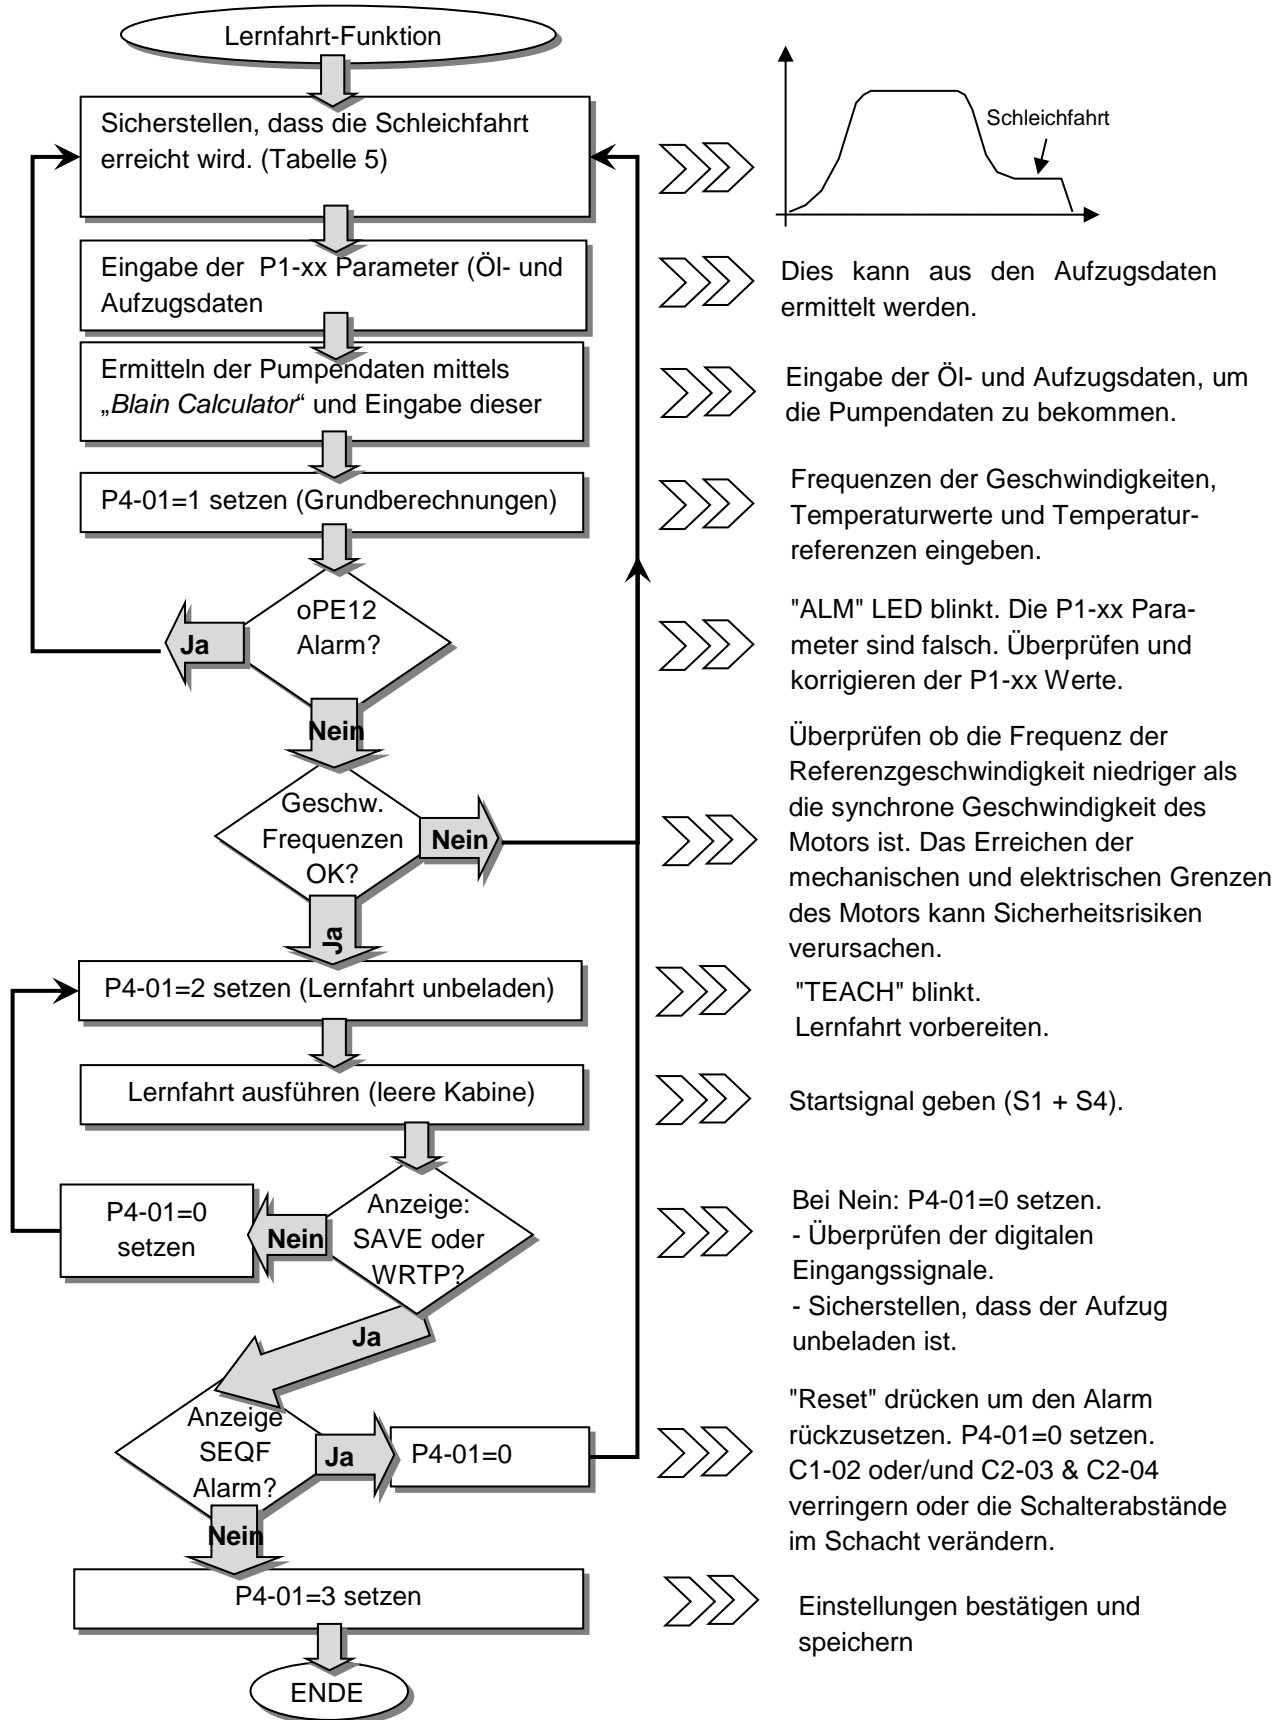 Lernfahrt-Funktion
Sicherstellen, dass die Schleichfahrt
erreicht wird. (Tabelle 5)
Schleichfahrt
Eingabe der P1-xx Parameter (Öl- und
Aufzugsdaten
Dies kann aus den Aufzugsdaten
ermittelt werden.
Ermitteln der Pumpendaten mittels
„Blain Calculator“ und Eingabe dieser
Eingabe der Öl- und Aufzugsdaten, um
die Pumpendaten zu bekommen.
P4-01=1 setzen (Grundberechnungen)
Frequenzen der Geschwindigkeiten,
Temperaturwerte und Temperatur-
referenzen eingeben.
oPE12
Alarm?
Ja
Nein
"ALM" LED blinkt. Die P1-xx Para-
meter sind falsch. Überprüfen und
korrigieren der P1-xx Werte.
Geschw.
Frequenzen
OK?
Nein
Ja
Überprüfen ob die Frequenz der
Referenzgeschwindigkeit niedriger als
die synchrone Geschwindigkeit des
Motors ist. Das Erreichen der
mechanischen und elektrischen Grenzen
des Motors kann Sicherheitsrisiken
verursachen.
P4-01=2 setzen (Lernfahrt unbeladen)
"TEACH" blinkt.
Lernfahrt vorbereiten.
Lernfahrt ausführen (leere Kabine)
Startsignal geben (S1 + S4).
Anzeige:
SAVE oder
WRTP?
Nein
P4-01=0
setzen
Ja
Bei Nein: P4-01=0 setzen.
- Überprüfen der digitalen
Eingangssignale.
- Sicherstellen, dass der Aufzug
unbeladen ist.
Anzeige
SEQF
Alarm?
Ja
P4-01=0
Nein
"Reset" drücken um den Alarm
rückzusetzen. P4-01=0 setzen.
C1-02 oder/und C2-03 & C2-04
verringern oder die Schalterabstände
im Schacht verändern.
P4-01=3 setzen
Einstellungen bestätigen und
speichern
ENDE